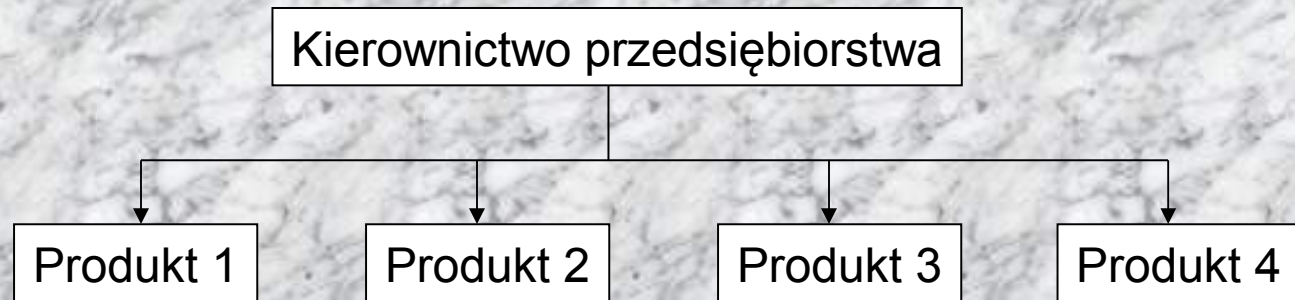 Kierownictwo przedsiębiorstwa
Produkt 1
Produkt 2
Produkt 3
Produkt 4